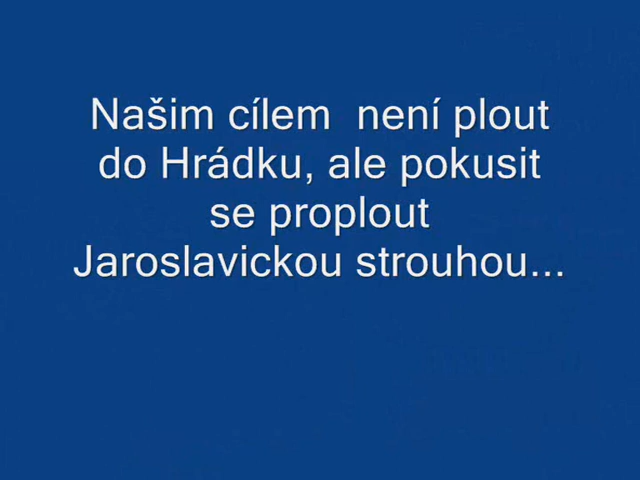 Našim cílem  není plout
do Hrádku, ale pokusit
se proplout
Jaroslavickou strouhou...